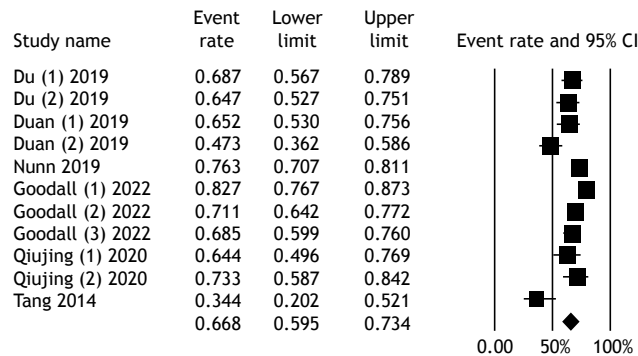 Event Lower Upper
Study name rate limit limit Event rate and 95% CI
Du (1) 2019 0.687 0.567 0.789
Du (2) 2019 0.647 0.527 0.751
Duan (1) 2019 0.652 0.530 0.756
Duan (2) 2019 0.473 0.362 0.586
Nunn 2019 0.763 0.707 0.811
Goodall (1) 2022 0.827 0.767 0.873
Goodall (2) 2022 0.711 0.642 0.772
Goodall (3) 2022 0.685 0.599 0.760
Qiujing (1) 2020 0.644 0.496 0.769
Qiujing (2) 2020 0.733 0.587 0.842
Tang 2014 0.344 0.202 0.521
0.668 0.595 0.734
0.00 50% 100%